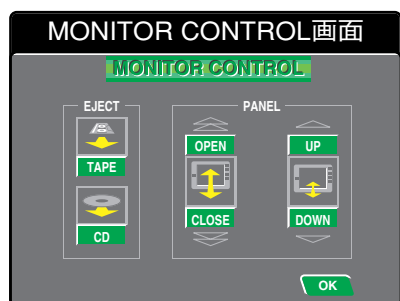 MONITOR CONTROL画面
MONITOR CONTROL
EJECT
TAPE
CD
PANEL
OPEN
CLOSE
UP
DOWN
OK